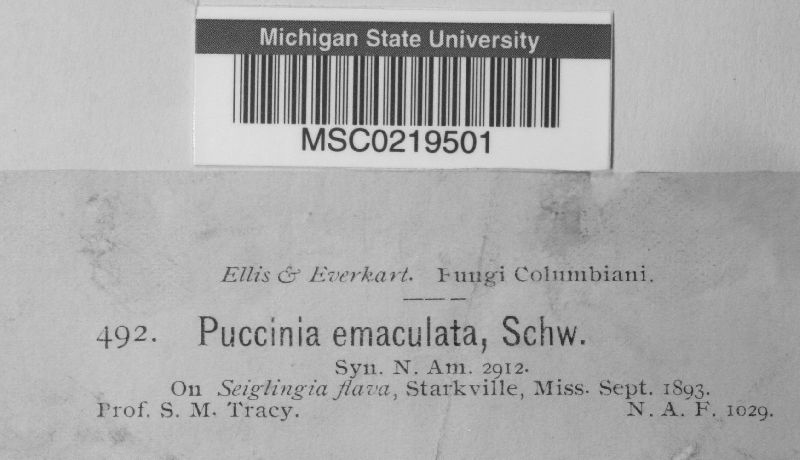 Michigan State University
MSC0219501
Ellis & Everhart. Fungi Columbiani.
492. Puccinia emaculata, Schw.
Syn. N. Am. 2912.
On Seiglingia flava, Starkville, Miss. Sept. 1893.
Prof. S. M. Tracy. N. A. F. 1029.